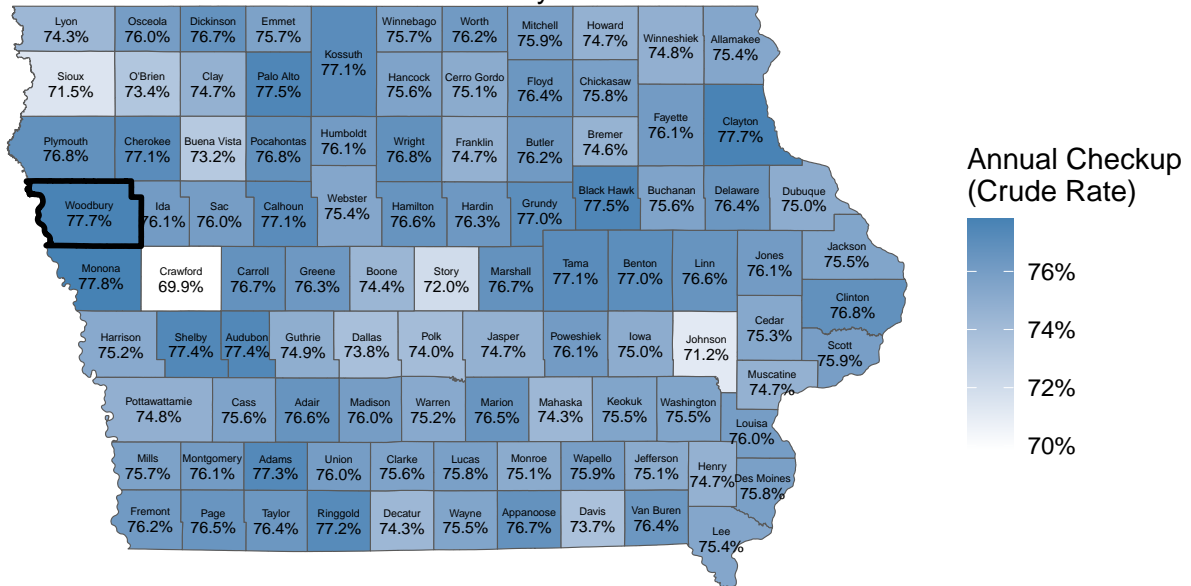 Lyon
74.3%
Osceola
76.0%
Dickinson
76.7%
Emmet
75.7%
Kossuth
77.1%
Winnebago
75.7%
Worth
76.2%
Mitchell
75.9%
Howard
74.7%
Winneshiek
74.8%
Allamakee
75.4%
Sioux
71.5%
O'Brien
73.4%
Clay
74.7%
Palo Alto
77.5%
Hancock
75.6%
Cerro Gordo
75.1%
Floyd
76.4%
Chickasaw
75.8%
Fayette
76.1%
Clayton
77.7%
Plymouth
76.8%
Cherokee
77.1%
Buena Vista
73.2%
Pocahontas
76.8%
Humboldt
76.1%
Wright
76.8%
Franklin
74.7%
Butler
76.2%
Bremer
74.6%
Woodbury
77.7%
Ida
76.1%
Sac
76.0%
Calhoun
77.1%
Webster
75.4%
Hamilton
76.6%
Hardin
76.3%
Grundy
77.0%
Black Hawk
77.5%
Buchanan
75.6%
Delaware
76.4%
Dubuque
75.0%
Monona
77.8%
Crawford
69.9%
Carroll
76.7%
Greene
76.3%
Boone
74.4%
Story
72.0%
Marshall
76.7%
Tama
77.1%
Benton
77.0%
Linn
76.6%
Jones
76.1%
Jackson
75.5%
Clinton
76.8%
Harrison
75.2%
Shelby
77.4%
Audubon
77.4%
Guthrie
74.9%
Dallas
73.8%
Polk
74.0%
Jasper
74.7%
Poweshiek
76.1%
Iowa
75.0%
Johnson
71.2%
Cedar
75.3%
Scott
75.9%
Muscatine
74.7%
Pottawattamie
74.8%
Cass
75.6%
Adair
76.6%
Madison
76.0%
Warren
75.2%
Marion
76.5%
Mahaska
74.3%
Keokuk
75.5%
Washington
75.5%
Louisa
76.0%
Mills
75.7%
Montgomery
76.1%
Adams
77.3%
Union
76.0%
Clarke
75.6%
Lucas
75.8%
Monroe
75.1%
Wapello
75.9%
Jefferson
75.1%
Henry
74.7%
Des Moines
75.8%
Fremont
76.2%
Page
76.5%
Taylor
76.4%
Ringgold
77.2%
Decatur
74.3%
Wayne
75.5%
Appanoose
76.7%
Davis
73.7%
Van Buren
76.4%
Lee
75.4%
Annual Checkup
(Crude Rate)
76%
74%
72%
70%